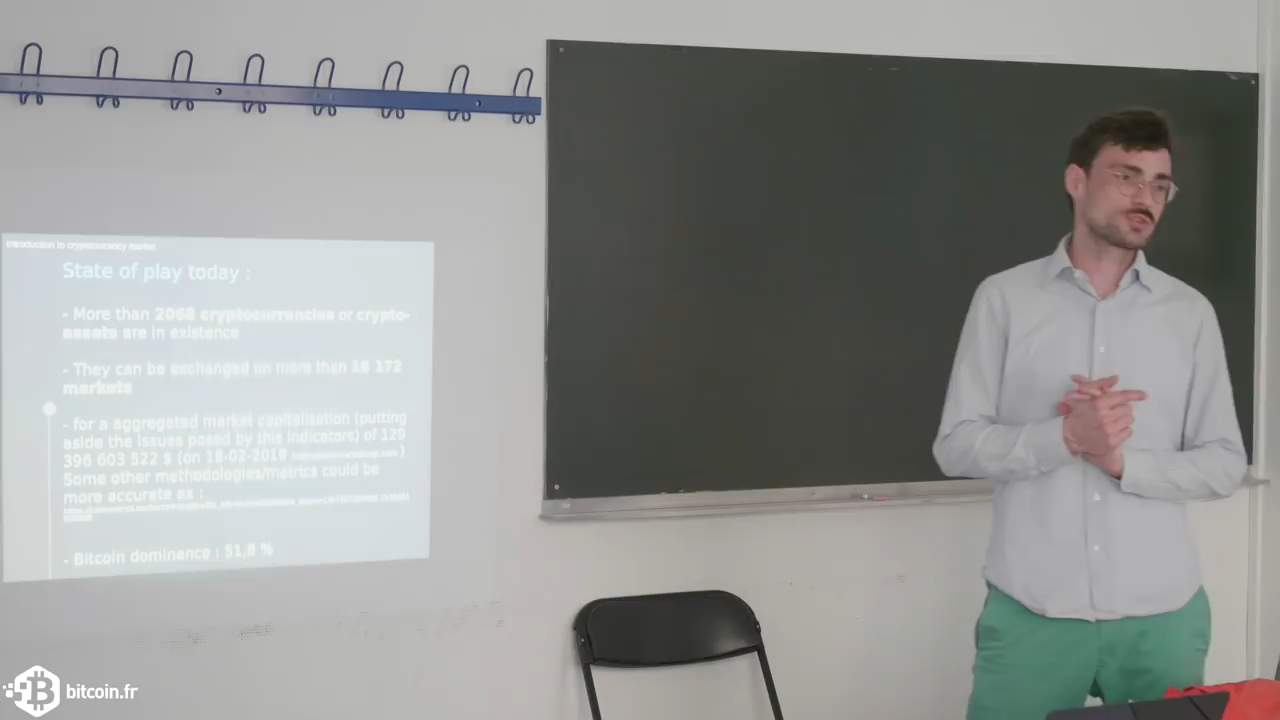 Introduction to cryptocurrency market
State of play today :
- More than 2068 cryptocurrencies or crypto-
assets are in existence
- They can be exchanged on more than 16 172
markets
- for a aggregated market capitalisation (putting
aside the issues posed by this indicators) of 120
396 603 522 $ (on 18-02-2019 )
Some other methodologies/metrics could be
more accurate ex :
- Bitcoin dominance : 51,8 %
bitcoin.fr